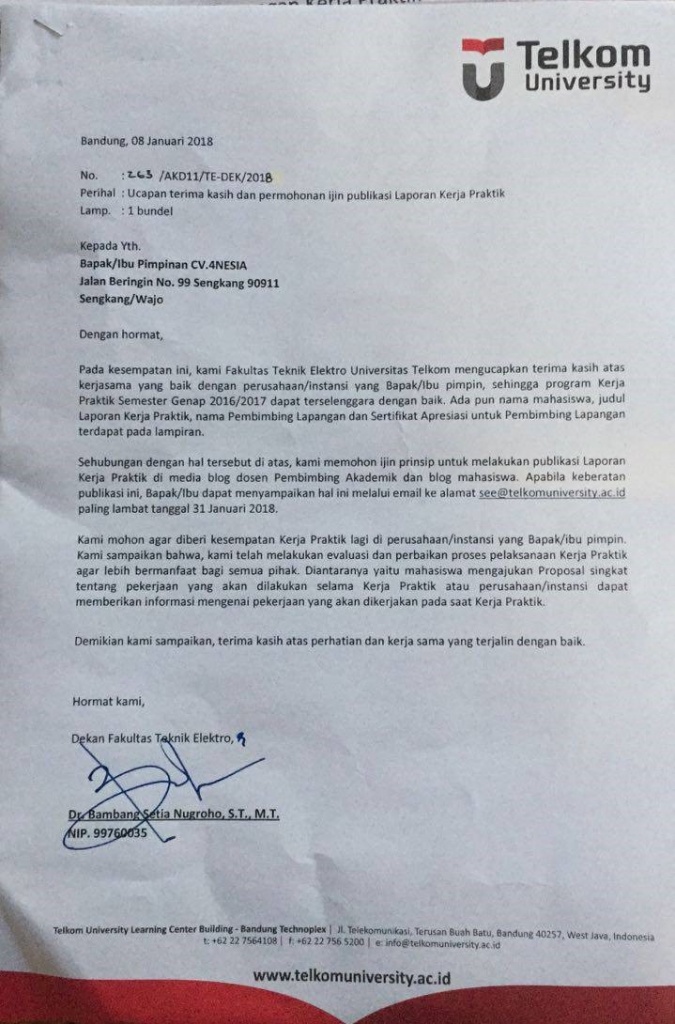 Telkom
University
Bandung, 08 Januari 2018
No. : 263 /AKD11/TE-DEK/2018
Perihal : Ucapan terima kasih dan permohonan ijin publikasi Laporan Kerja Praktik
Lamp. : 1 bundel
Kepada Yth.
Bapak/Ibu Pimpinan CV.4NESIA
Jalan Beringin No. 99 Sengkang 90911
Sengkang/Wajo
Dengan hormat,
Pada kesempatan ini, kami Fakultas Teknik Elektro Universitas Telkom mengucapkan terima kasih atas
kerjasama yang baik dengan perusahaan/instansi yang Bapak/Ibu pimpin, sehingga program Kerja
Praktik Semester Genap 2016/2017 dapat terselenggara dengan baik. Ada pun nama mahasiswa, judul
Laporan Kerja Praktik, nama Pembimbing Lapangan dan Sertifikat Apresiasi untuk Pembimbing Lapangan
terdapat pada lampiran.
Sehubungan dengan hal tersebut di atas, kami memohon ijin prinsip untuk melakukan publikasi Laporan
Kerja Praktik di media blog dosen Pembimbing Akademik dan blog mahasiswa. Apabila keberatan
publikasi ini, Bapak/Ibu dapat menyampaikan hal ini melalui email ke alamat see@telkomuniversity.ac.id
paling lambat tanggal 31 Januari 2018.
Kami mohon agar diberi kesempatan Kerja Praktik lagi di perusahaan/instansi yang Bapak/ibu pimpin.
Kami sampaikan bahwa, kami telah melakukan evaluasi dan perbaikan proses pelaksanaan Kerja Praktik
agar lebih bermanfaat bagi semua pihak. Diantaranya yaitu mahasiswa mengajukan Proposal singkat
tentang pekerjaan yang akan dilakukan selama Kerja Praktik atau perusahaan/instansi dapat
memberikan informasi mengenai pekerjaan yang akan dikerjakan pada saat Kerja Praktik.
Demikian kami sampaikan, terima kasih atas perhatian dan kerja sama yang terjalin dengan baik.
Hormat kami,
Dekan Fakultas Teknik Elektro,
Dr. Bambang Setia Nugroho, S.T., M.T.
NIP. 99760035
Telkom University Learning Center Building - Bandung Technoplex | Jl. Telekomunikasi, Terusan Buah Batu, Bandung 40257, West Java, Indonesia
t: +62 22 7564108 | f: +62 22 756 5200 | e: info@telkomuniversity.ac.id
www.telkomuniversity.ac.id